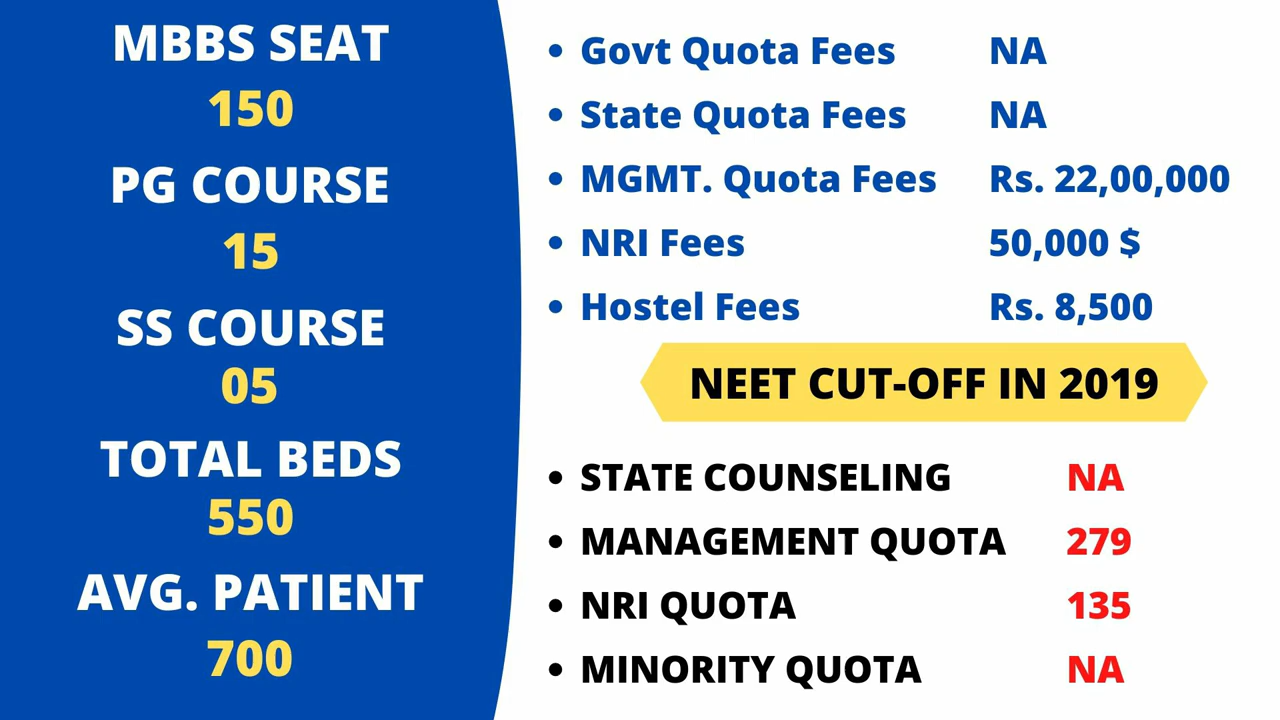 MBBS SEAT
150
PG COURSE
15
SS COURSE
05
TOTAL BEDS
550
AVG. PATIENT
700
• Govt Quota Fees NA
• State Quota Fees NA
• MGMT. Quota Fees Rs. 22,00,000
• NRI Fees 50,000 $
• Hostel Fees Rs. 8,500
NEET CUT-OFF IN 2019
• STATE COUNSELING NA
• MANAGEMENT QUOTA 279
• NRI QUOTA 135
• MINORITY QUOTA NA